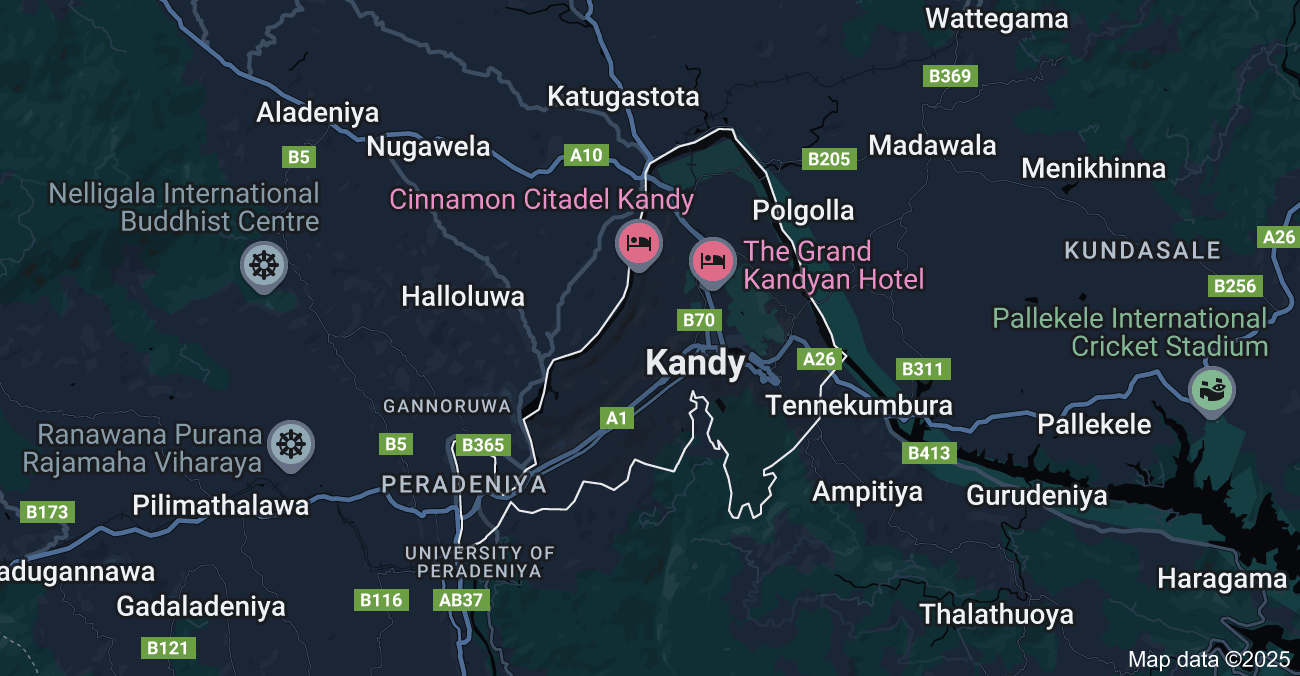 Wattegama
B369
Katugastota
Aladeniya
Nugawela
B5
A10
B205
Madawala
Menikhinna
Nelligala International
Buddhist Centre
Cinnamon Citadel Kandy
Polgolla
The Grand
Kandyan Hotel
KUNDASALE
A26
B256
Halloluwa
B70
Pallekele International
Cricket Stadium
Kandy
A26
B311
GANNORUWA
A1
Tennekumbura
Pallekele
Ranawana Purana
Rajamaha Viharaya
B5
B365
B413
PERADENIYA
Pilimathalawa
Ampitiya
Gurudeniya
B173
UNIVERSITY OF
PERADENIYA
adugannawa
Haragama
Gadaladeniya
B116
AB37
Thalathuoya
B121
Map data ©2025